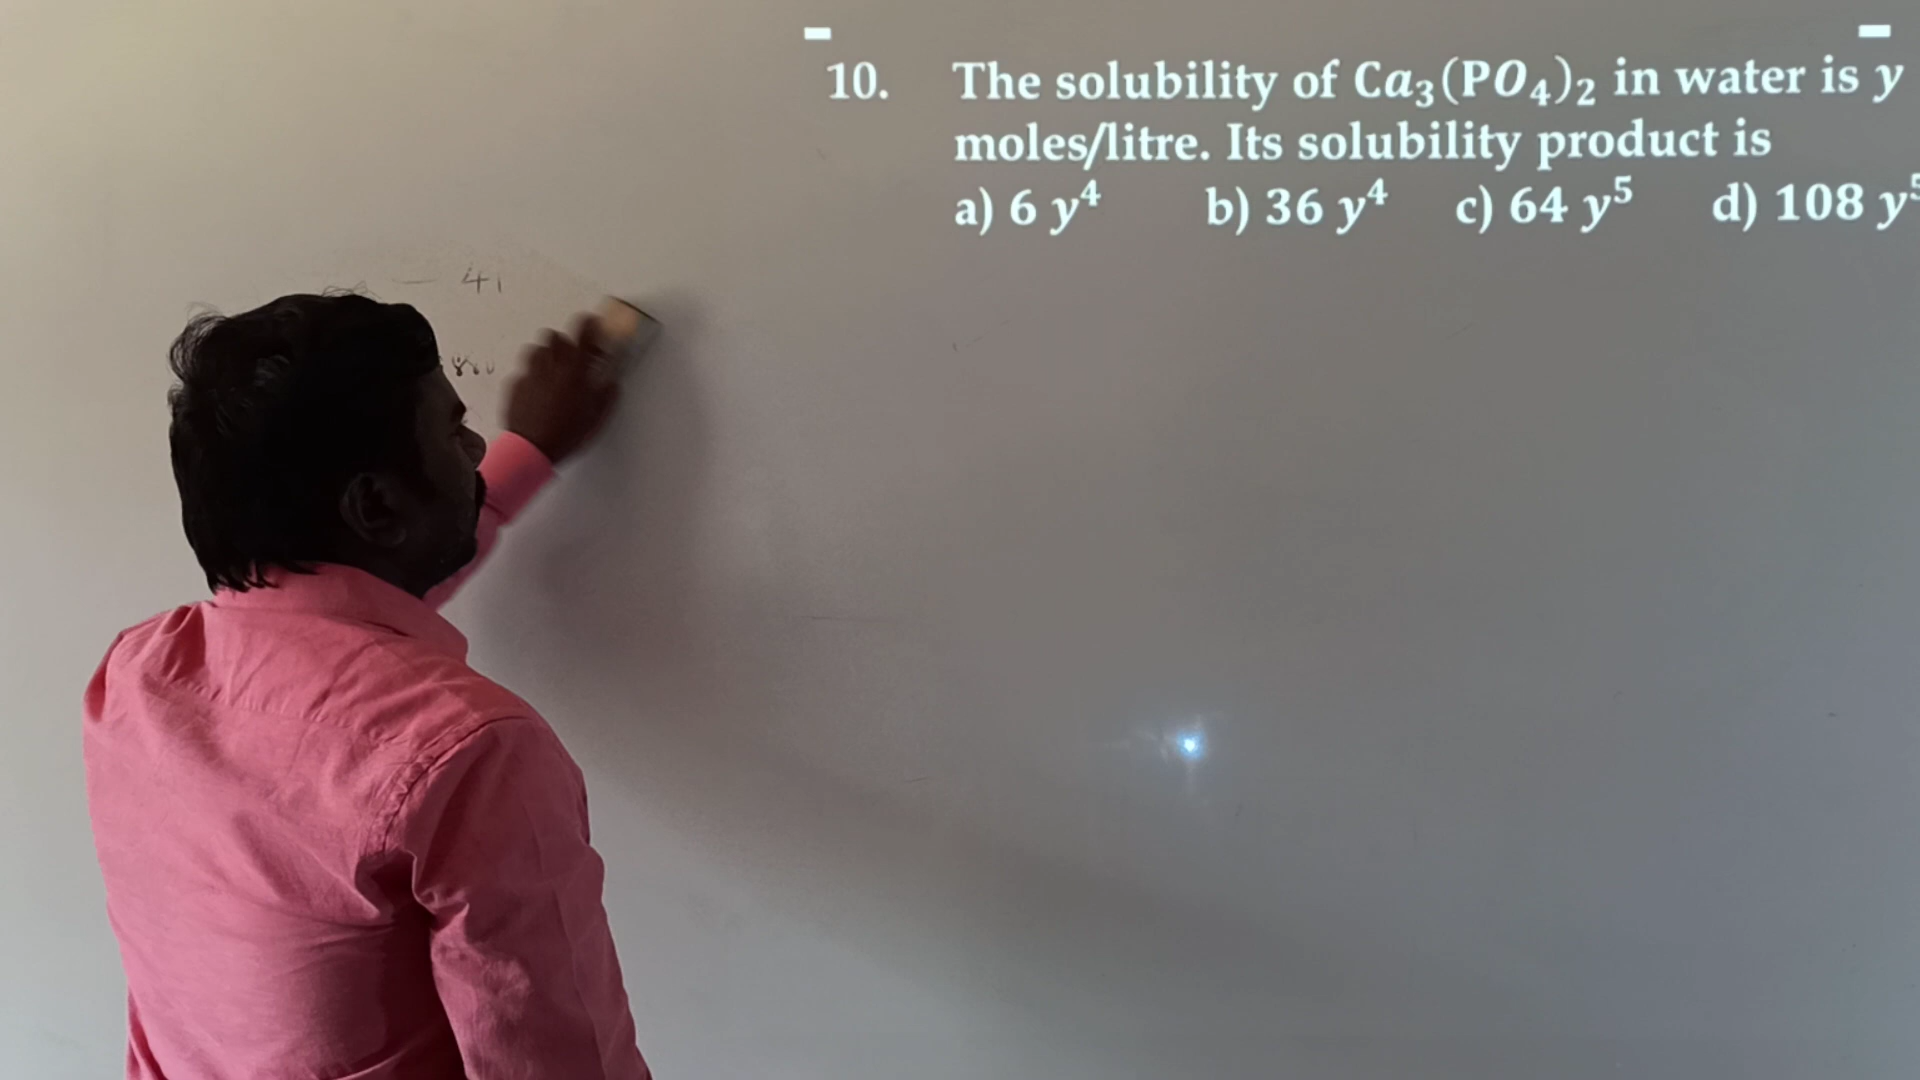 10. The solubility of Ca₃(PO₄)₂ in water is y
moles/litre. Its solubility product is
a) 6 y⁴ b) 36 y⁴ c) 64 y⁵ d) 108 y⁵